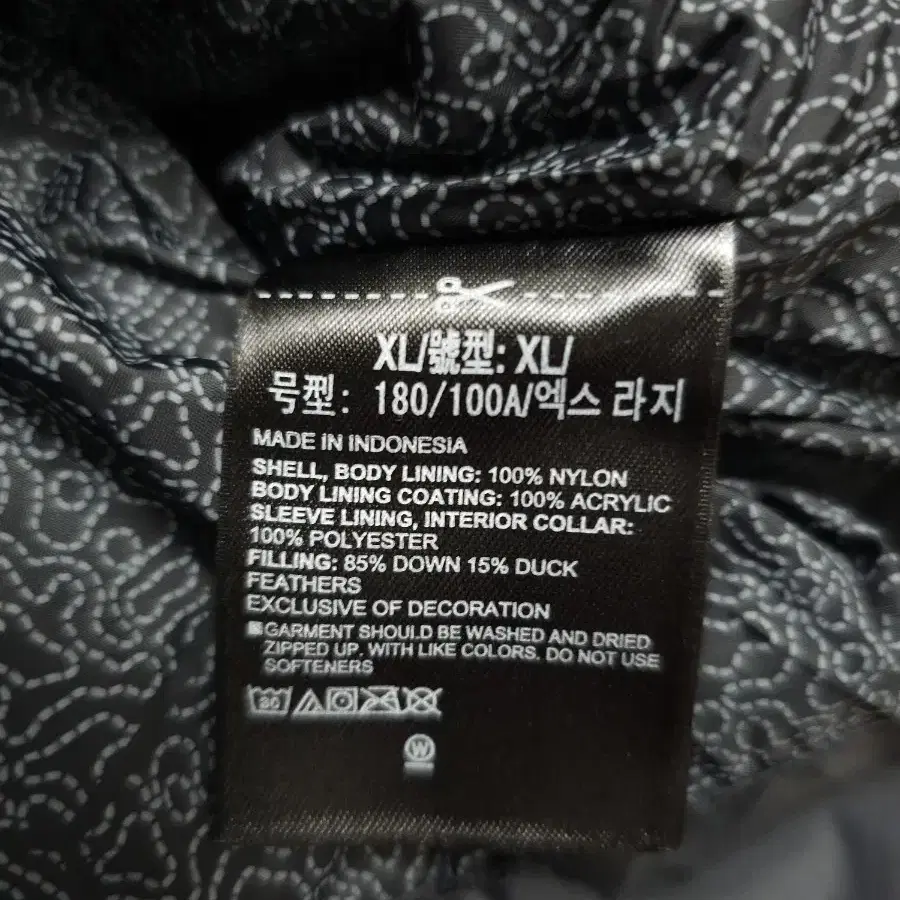 XL/號型: XL/
号型: 180/100A/엑스 라지
MADE IN INDONESIA
SHELL, BODY LINING: 100% NYLON
BODY LINING COATING: 100% ACRYLIC
SLEEVE LINING, INTERIOR COLLAR:
100% POLYESTER
FILLING: 85% DOWN 15% DUCK
FEATHERS
EXCLUSIVE OF DECORATION
GARMENT SHOULD BE WASHED AND DRIED
ZIPPED UP. WITH LIKE COLORS. DO NOT USE
SOFTENERS
30
W